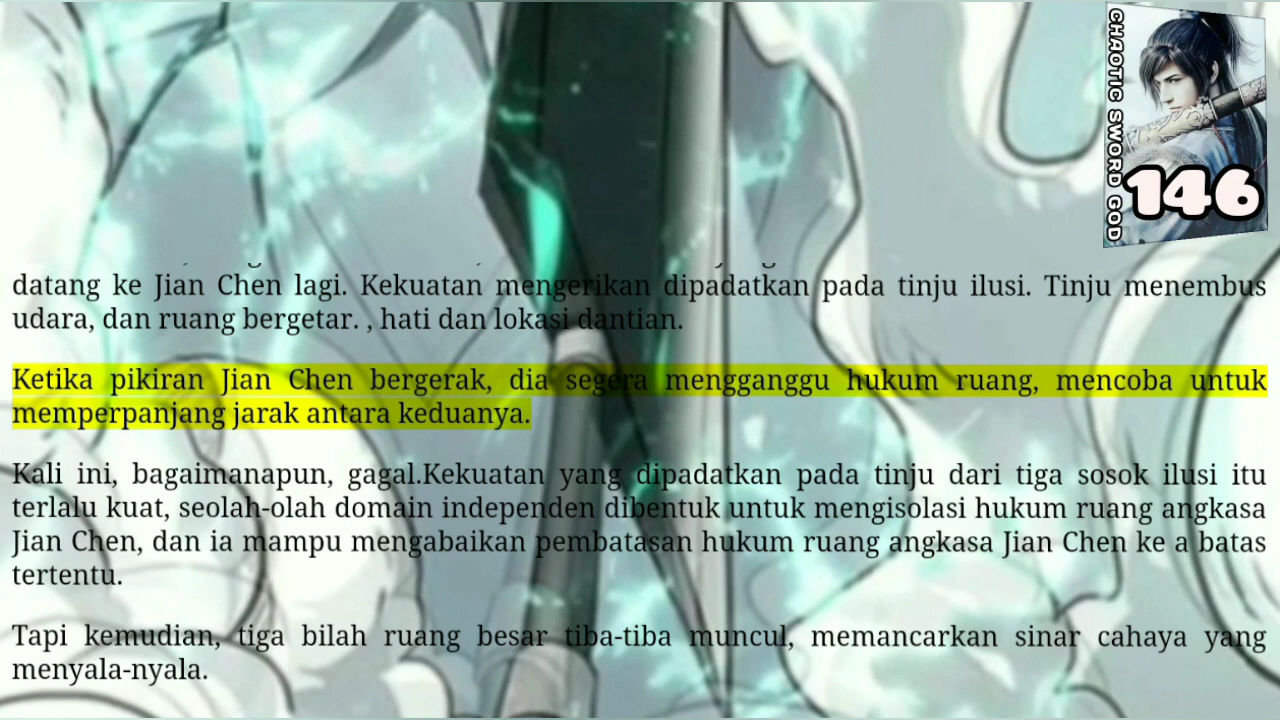 CHAOTIC SWORD GOD
146
datang ke Jian Chen lagi. Kekuatan mengerikan dipadatkan pada tinju ilusi. Tinju menembus
udara, dan ruang bergetar. , hati dan lokasi dantian.
Ketika pikiran Jian Chen bergerak, dia segera mengganggu hukum ruang, mencoba untuk
memperpanjang jarak antara keduanya.
Kali ini, bagaimanapun, gagal.Kekuatan yang dipadatkan pada tinju dari tiga sosok ilusi itu
terlalu kuat, seolah-olah domain independen dibentuk untuk mengisolasi hukum ruang angkasa
Jian Chen, dan ia mampu mengabaikan pembatasan hukum ruang angkasa Jian Chen ke a batas
tertentu.
Tapi kemudian, tiga bilah ruang besar tiba-tiba muncul, memancarkan sinar cahaya yang
menyala-nyala.